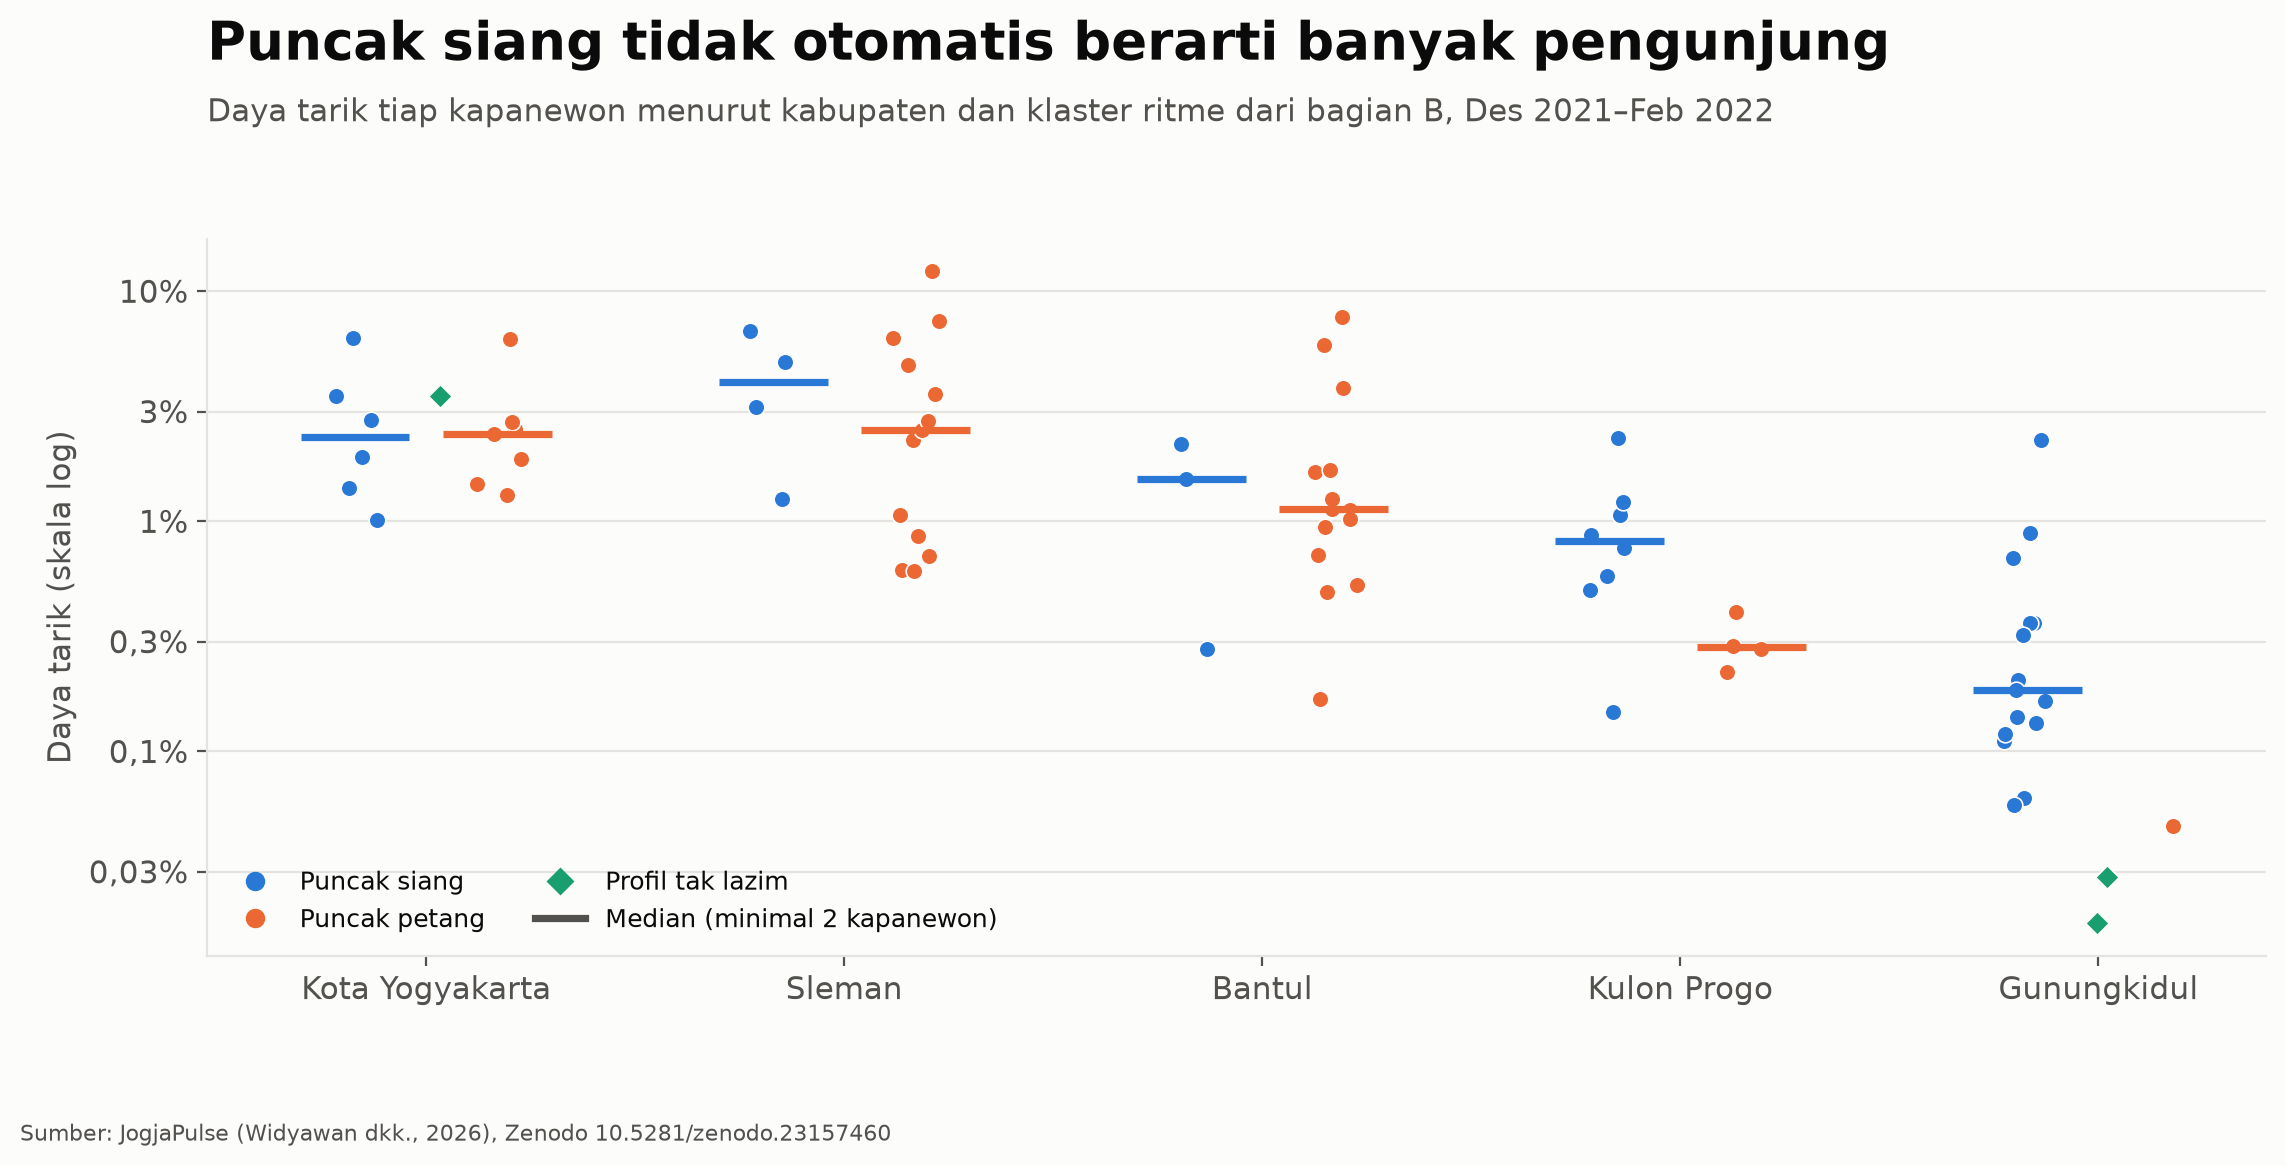 Puncak siang tidak otomatis berarti banyak pengunjung
Daya tarik tiap kapanewon menurut kabupaten dan klaster ritme dari bagian B, Des 2021–Feb 2022
Daya tarik (skala log)
10%
3%
1%
0,3%
0,1%
0,03%
Puncak siang
Puncak petang
Profil tak lazim
Median (minimal 2 kapanewon)
Kota Yogyakarta
Sleman
Bantul
Kulon Progo
Gunungkidul
Sumber: JogjaPulse (Widyawan dkk., 2026), Zenodo 10.5281/zenodo.23157460